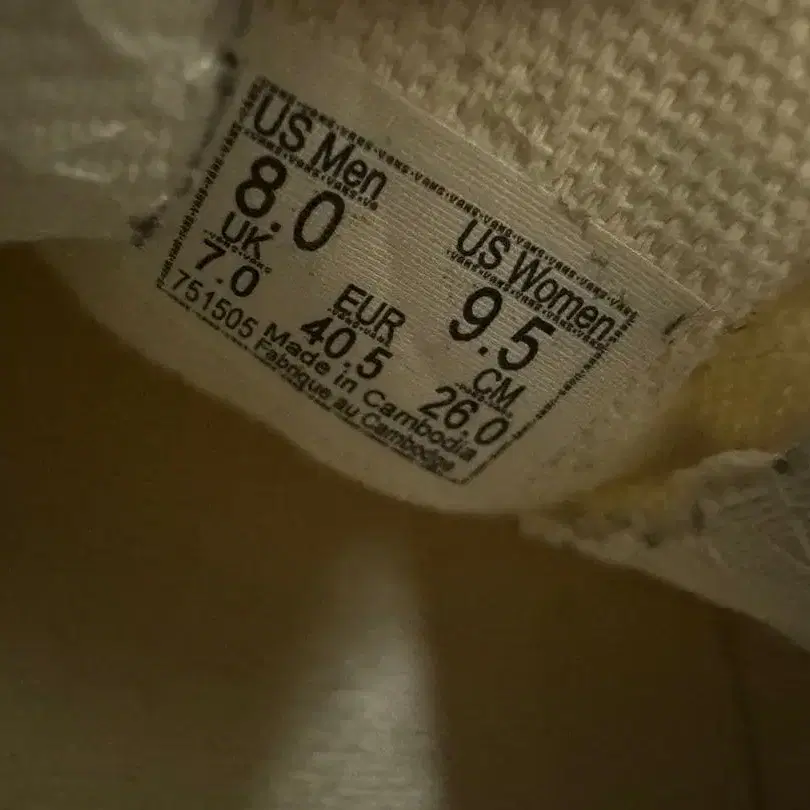 US Men
8.0
US Women
9.5
UK
7.0
EUR
40.5
CM
26.0
751505 Made in Cambodia
Fabrique au Cambodge